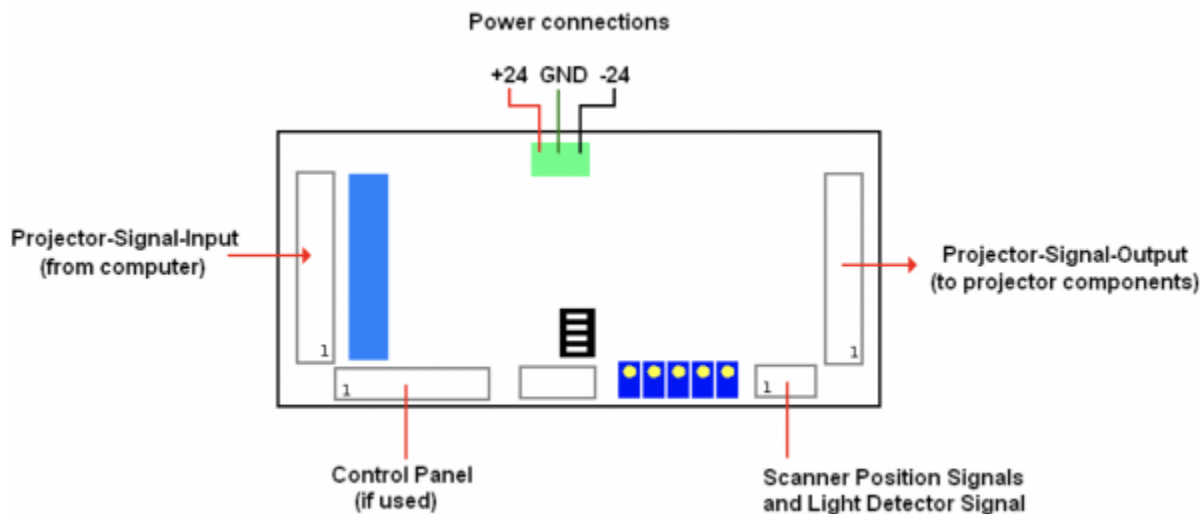 Power connections
+24 GND -24
Projector-Signal-Input
(from computer)
Projector-Signal-Output
(to projector components)
1
1
1
1
Control Panel
(if used)
Scanner Position Signals
and Light Detector Signal